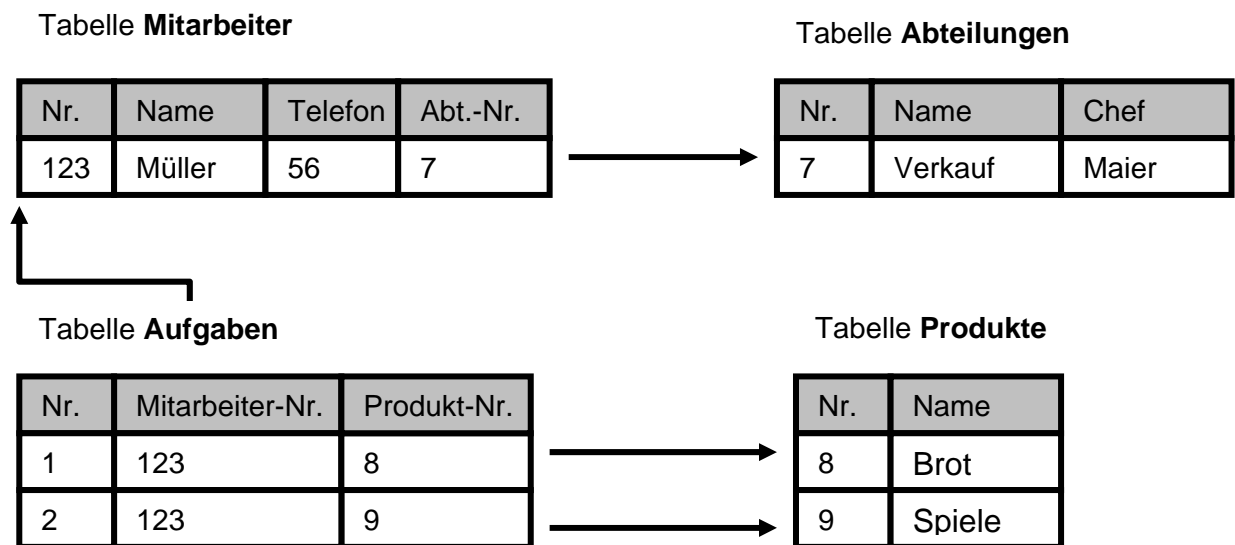 Tabelle Mitarbeiter
Nr. Name Telefon Abt.-Nr.
123 Müller 56 7
Tabelle Abteilungen
Nr. Name Chef
7 Verkauf Maier
Tabelle Aufgaben
Nr. Mitarbeiter-Nr. Produkt-Nr.
1 123 8
2 123 9
Tabelle Produkte
Nr. Name
8 Brot
9 Spiele